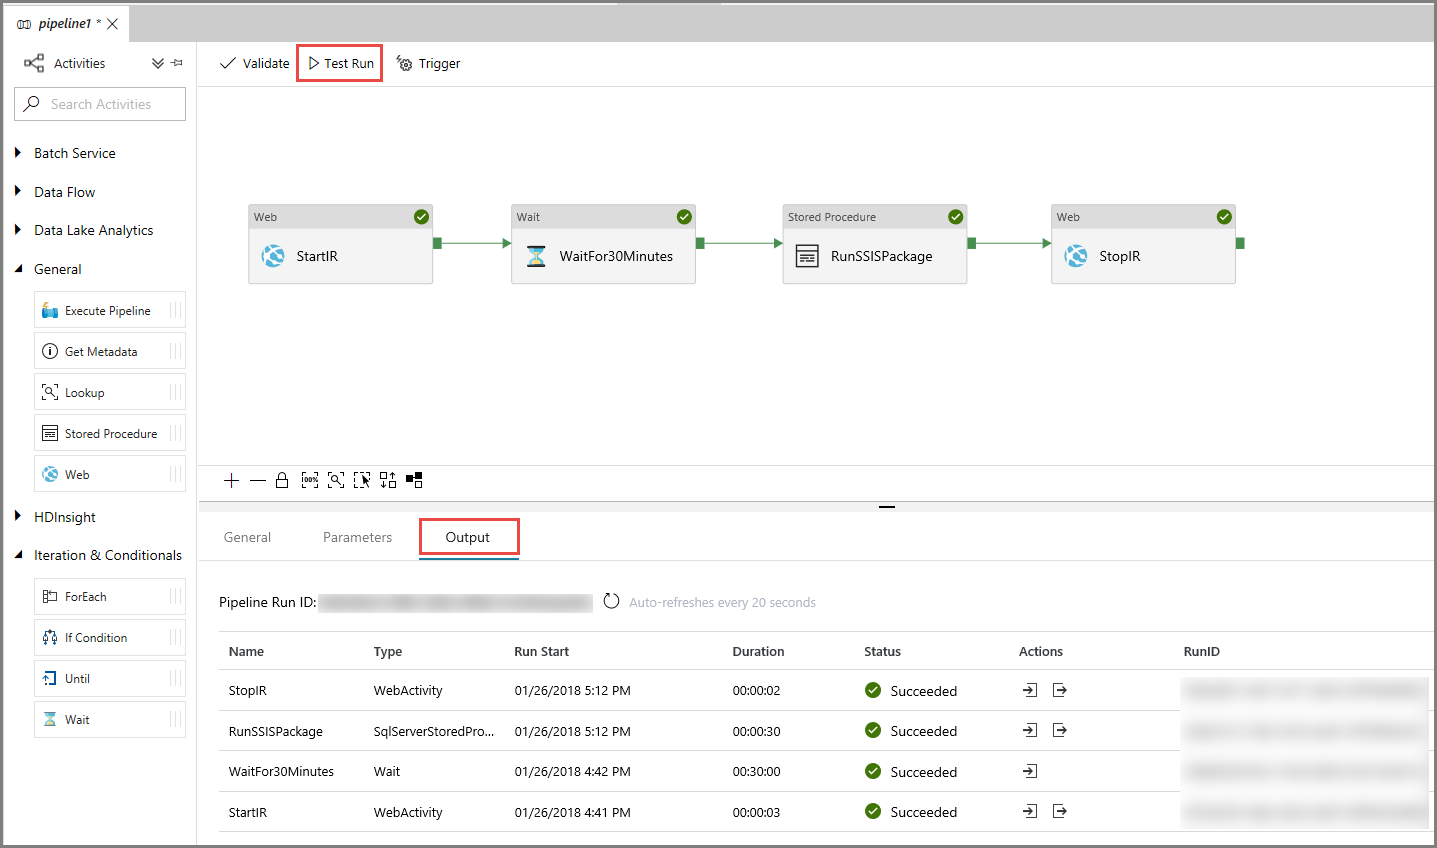 pipeline1 *
Activities
Search Activities
Batch Service
Data Flow
Data Lake Analytics
General
Execute Pipeline
Get Metadata
Lookup
Stored Procedure
Web
HDInsight
Iteration & Conditionals
ForEach
If Condition
Until
Wait
Validate Test Run Trigger
Web
StartIR
Wait
WaitFor30Minutes
Stored Procedure
RunSSISPackage
Web
StopIR
100%
General Parameters Output
Pipeline Run ID: Auto-refreshes every 20 seconds
Name Type Run Start Duration Status Actions RunID
StopIR WebActivity 01/26/2018 5:12 PM 00:00:02 Succeeded
RunSSISPackage SqlServerStoredPro... 01/26/2018 5:12 PM 00:00:30 Succeeded
WaitFor30Minutes Wait 01/26/2018 4:42 PM 00:30:00 Succeeded
StartIR WebActivity 01/26/2018 4:41 PM 00:00:03 Succeeded